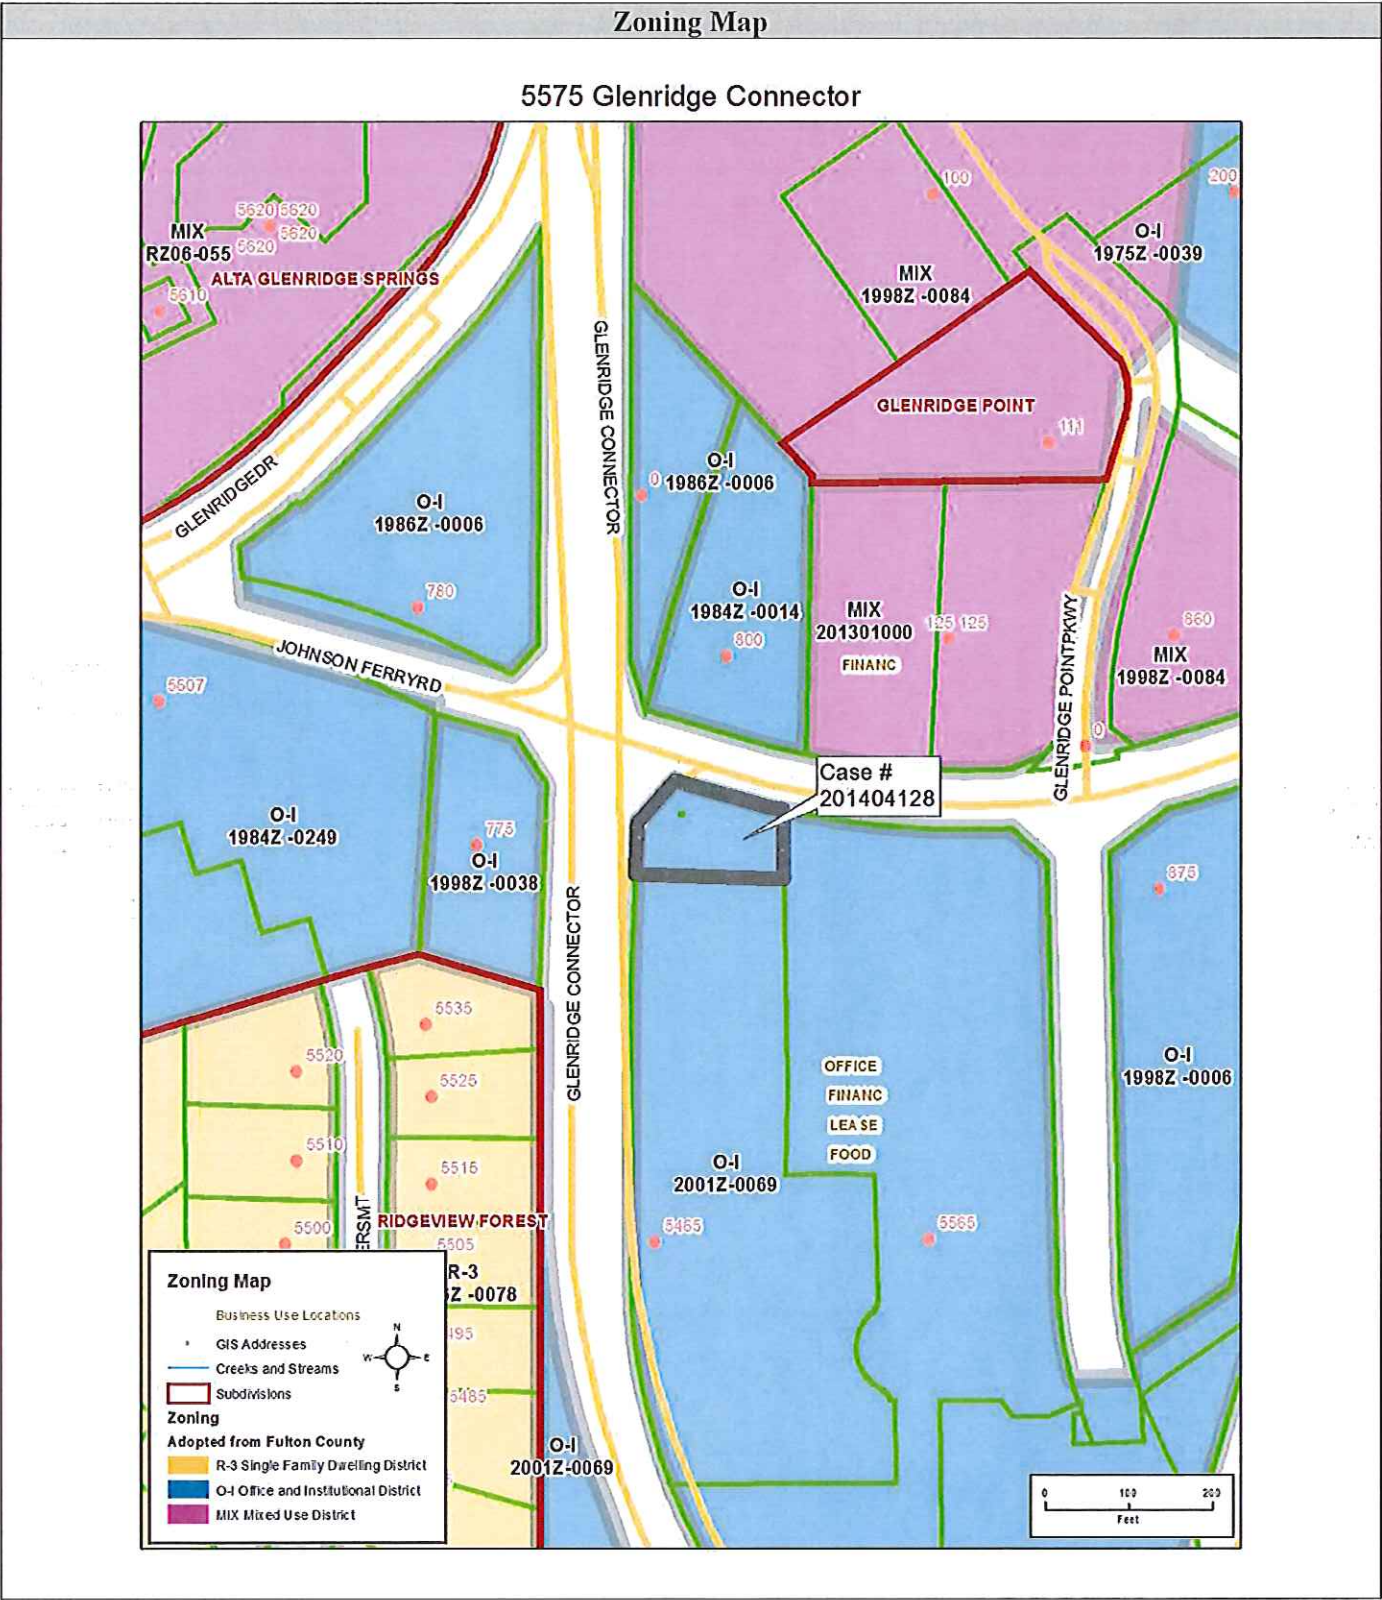 Zoning Map
5575 Glenridge Connector
100
200
5620 5620
5620 5620
MIX
RZ06-055
ALTA GLENRIDGE SPRINGS
5610
O-I
1975Z -0039
MIX
1998Z -0084
GLENRIDGE CONNECTOR
GLENRIDGE POINT
111
GLENRIDGEDR
O-I
1986Z -0006
O-I
1986Z -0006
0
780
O-I
1984Z -0014
800
MIX
201301000
FINANC
125 125
GLENRIDGE POINTPKWY
860
MIX
1998Z -0084
JOHNSON FERRYRD
5507
0
Case #
201404128
O-I
1984Z -0249
775
O-I
1998Z -0038
875
GLENRIDGE CONNECTOR
5535
5520
5525
5510
5515
5500
ERSMT
RIDGEVIEW FOREST
5505
R-3
Z -0078
495
5485
OFFICE
FINANC
LEASE
FOOD
O-I
1998Z -0006
O-I
2001Z-0069
5465
5565
O-I
2001Z-0069
Zoning Map
Business Use Locations
GIS Addresses
Creeks and Streams
Subdivisions
N
W
E
S
Zoning
Adopted from Fulton County
R-3 Single Family Dwelling District
O-I Office and Institutional District
MIX Mixed Use District
0 100 200
Feet